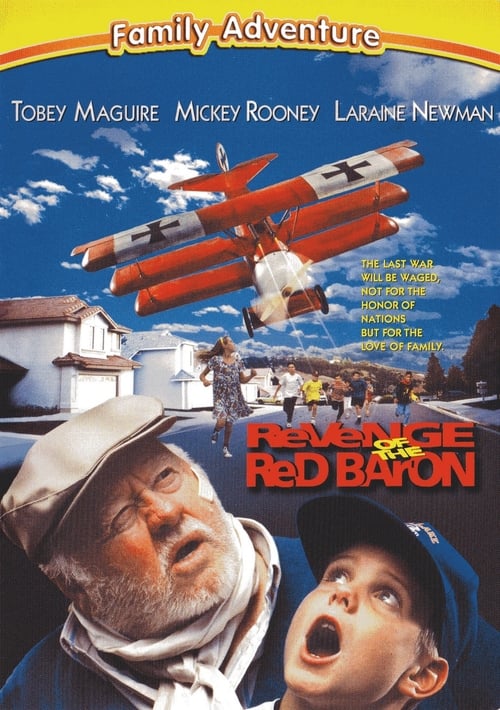 Family Adventure
TOBEY MAGUIRE MICKEY ROONEY LARAINE NEWMAN
THE LAST WAR
WILL BE WAGED,
NOT FOR THE
HONOR OF
NATIONS
BUT FOR THE
LOVE OF FAMILY.
REVENGE
OF THE
RED BARON